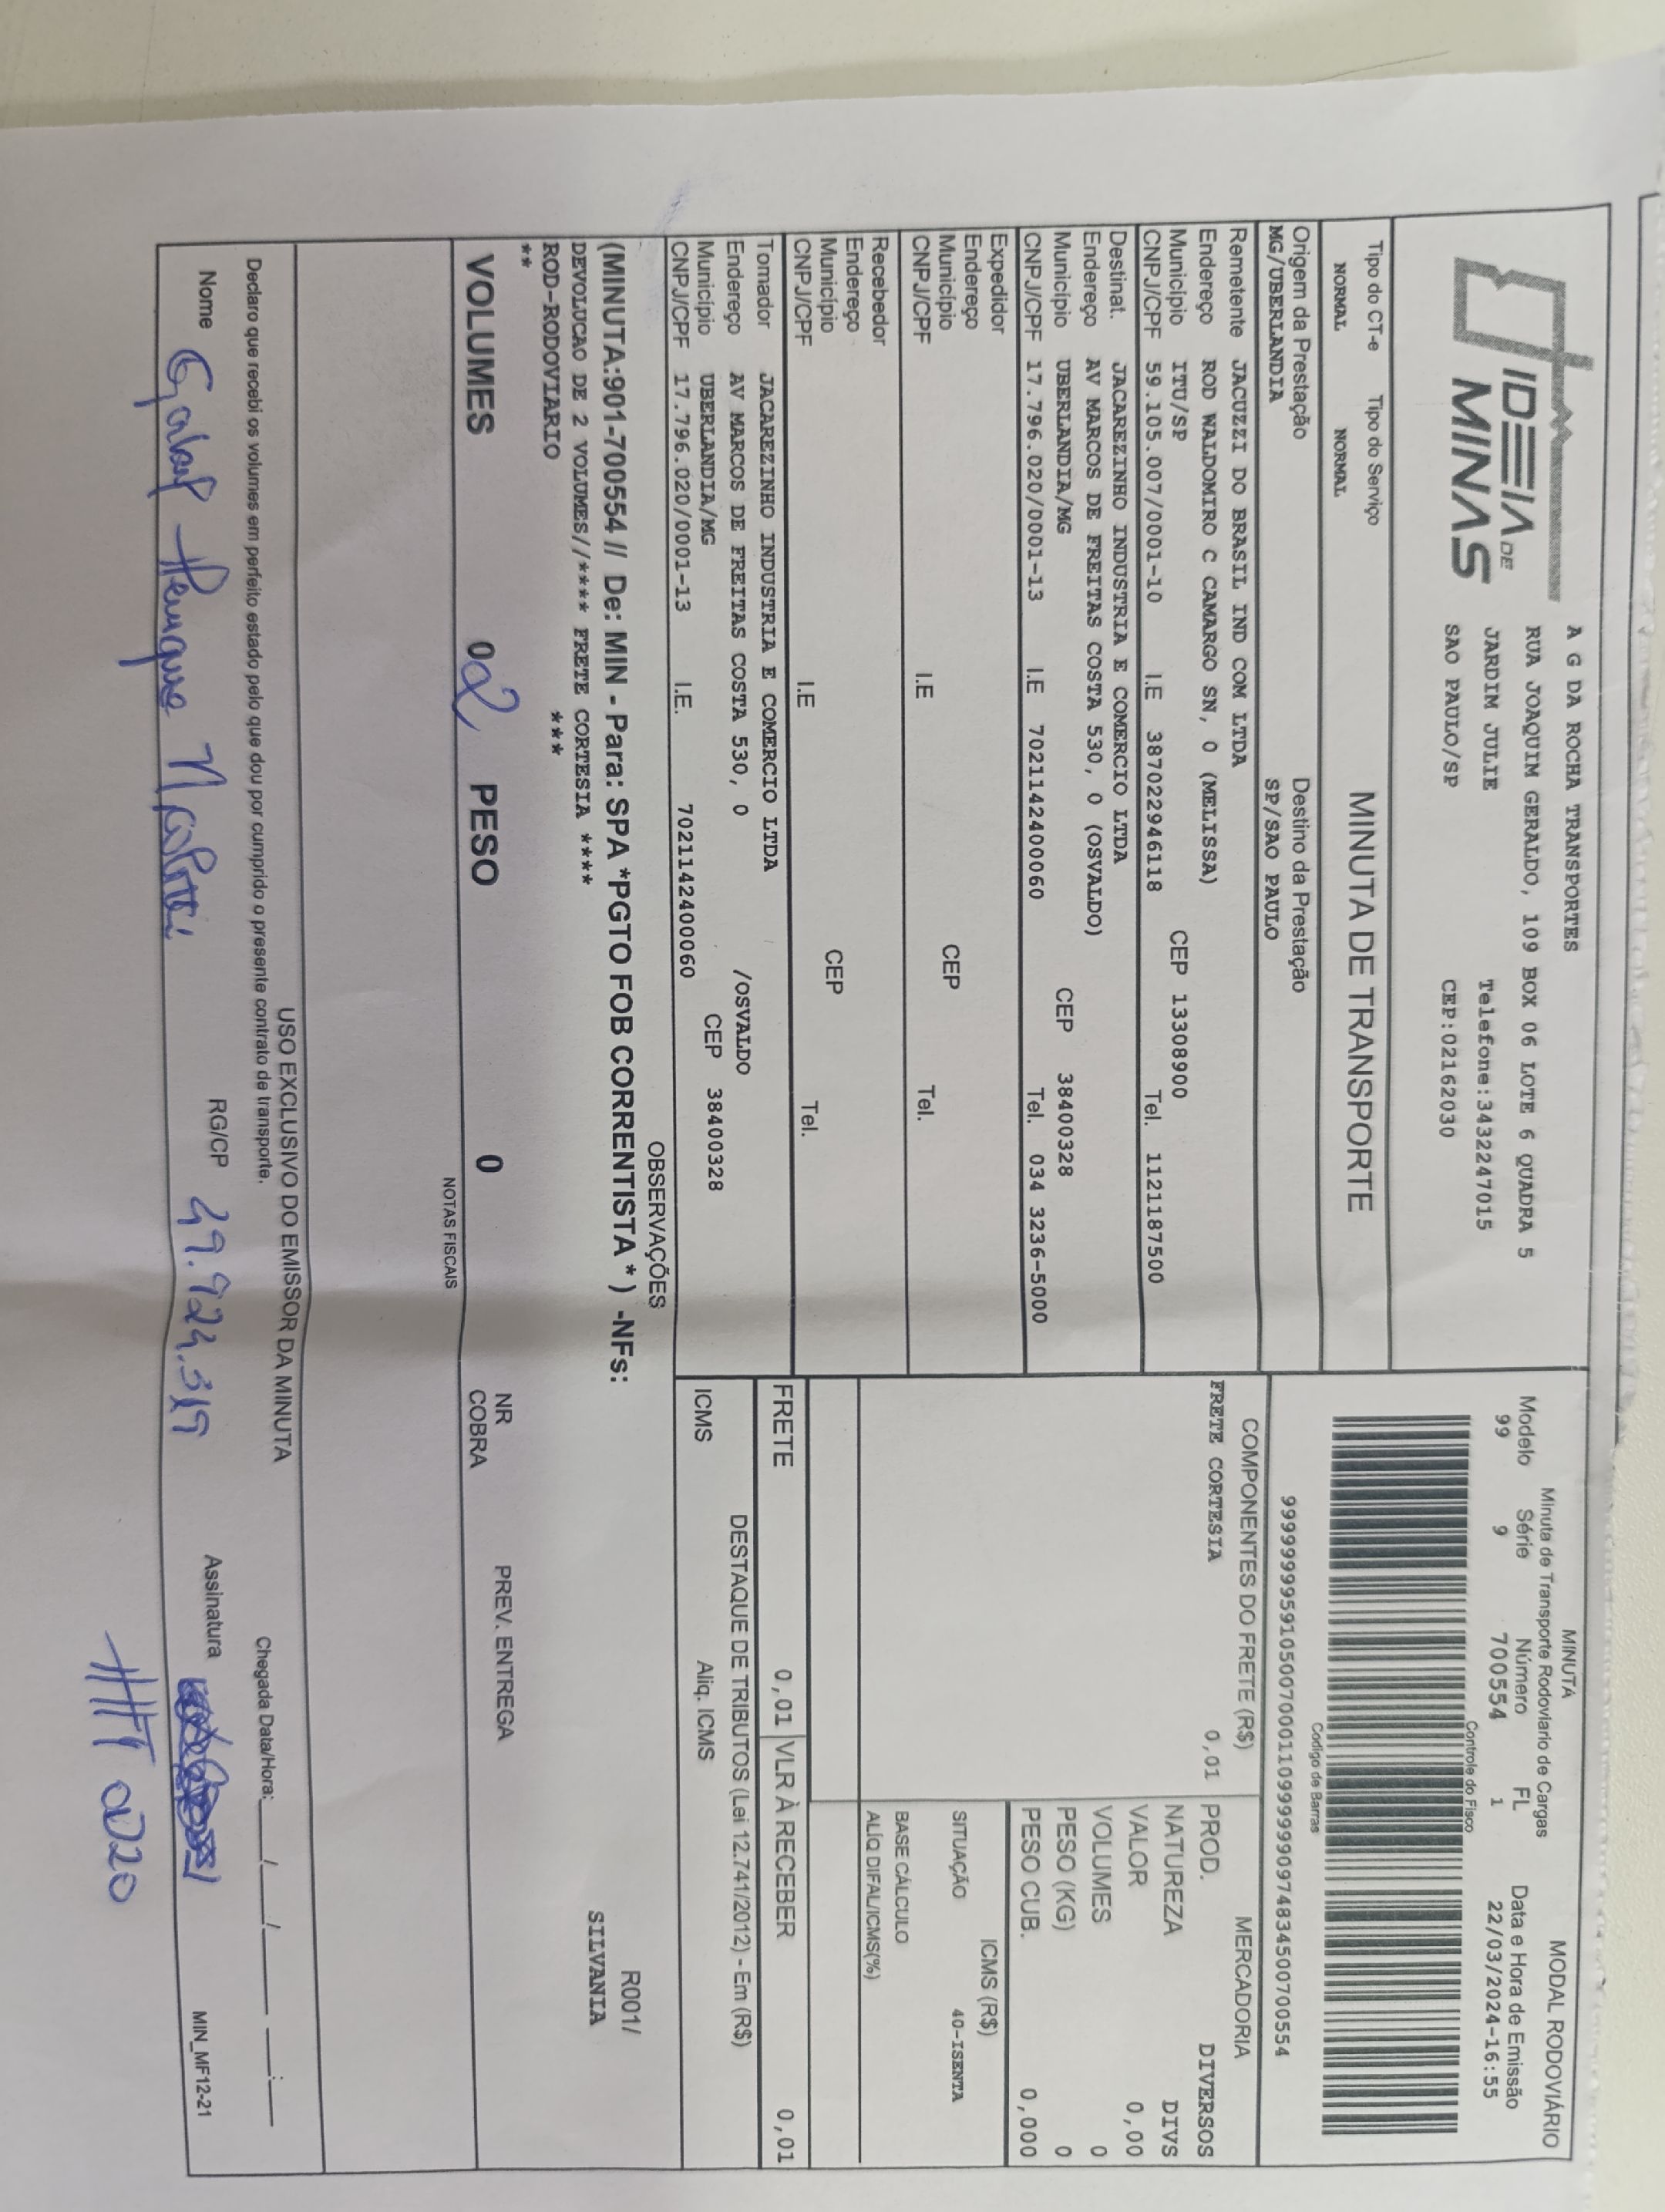 IDEIA DE
MINAS
A G DA ROCHA TRANSPORTES
RUA JOAQUIM GERALDO, 109 BOX 06 LOTE 6 QUADRA 5
JARDIM JULIE Telefone:3432247015
SAO PAULO/SP CEP:02162030
MINUTA MODAL RODOVIÁRIO
Minuta de Transporte Rodoviario de Cargas
Modelo Série Número FL Data e Hora de Emissão
99 9 700554 1 22/03/2024-16:55
Controle do Fisco
Codigo de Barras
Tipo do CT-e Tipo do Serviço MINUTA DE TRANSPORTE
NORMAL NORMAL
Origem da Prestação Destino da Prestação
MG/UBERLANDIA SP/SAO PAULO
Remetente JACUZZI DO BRASIL IND COM LTDA
Endereço ROD WALDOMIRO C CAMARGO SN, 0 (MELISSA)
Município ITU/SP CEP 13308900
CNPJ/CPF 59.105.007/0001-10 I.E 387022946118 Tel. 1121187500
Destinat. JACAREZINHO INDUSTRIA E COMERCIO LTDA
Endereço AV MARCOS DE FREITAS COSTA 530, 0 (OSVALDO)
Município UBERLANDIA/MG CEP 38400328
CNPJ/CPF 17.796.020/0001-13 I.E 7021142400060 Tel. 034 3236-5000
Expedidor
Endereço
Município CEP
CNPJ/CPF I.E Tel.
Recebedor
Endereço
Município CEP
CNPJ/CPF I.E Tel.
Tomador JACAREZINHO INDUSTRIA E COMERCIO LTDA
Endereço AV MARCOS DE FREITAS COSTA 530, 0 /OSVALDO
Município UBERLANDIA/MG CEP 38400328
CNPJ/CPF 17.796.020/0001-13 I.E. 7021142400060
COMPONENTES DO FRETE (R$)
FRETE CORTESIA 0,01
MERCADORIA
PROD. DIVERSOS
NATUREZA DIVS
VALOR 0,00
VOLUMES 0
PESO (KG) 0
PESO CUB. 0,000
ICMS (R$)
SITUAÇÃO 40-ISENTA
BASE CÁLCULO
ALÍQ DIFAL/ICMS(%)
FRETE 0,01 VLR À RECEBER 0,01
DESTAQUE DE TRIBUTOS (Lei 12.741/2012) - Em (R$)
ICMS Aliq. ICMS
OBSERVAÇÕES
(MINUTA:901-700554 // De: MIN - Para: SPA *PGTO FOB CORRENTISTA * ) -NFs: R001/
DEVOLUCAO DE 2 VOLUMES//**** FRETE CORTESIA **** SILVANIA
ROD-RODOVIARIO ***
**
VOLUMES 02 PESO 0 NR COBRA PREV. ENTREGA
NOTAS FISCAIS
USO EXCLUSIVO DO EMISSOR DA MINUTA
Declaro que recebi os volumes em perfeito estado pelo que dou por cumprido o presente contrato de transporte. Chegada Data/Hora:___/___/____ __:__
Nome Henrique RG/CP Assinatura
MIN_MF12-21